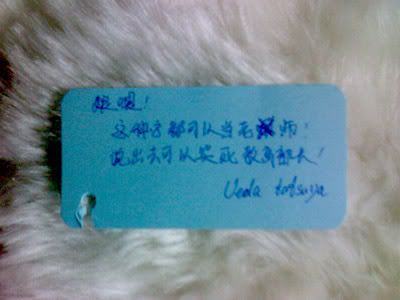 这种字都可以当老师!
说出去可以笑死教育部长!
Ueda tatsuya